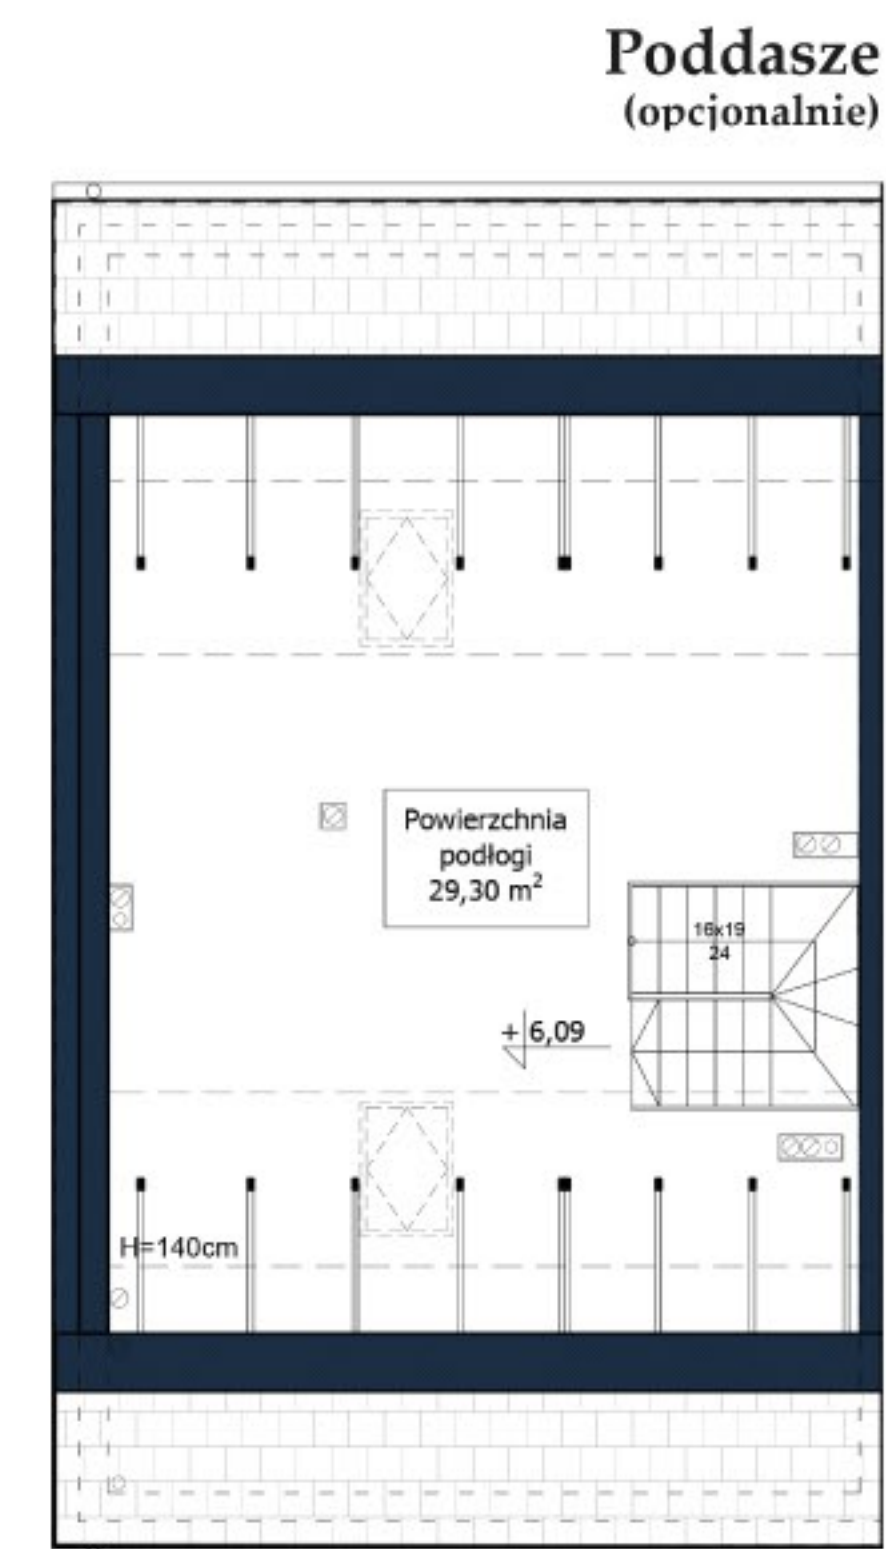 Poddasze
(opcjonalnie)
Powierzchnia
podłogi
29,30 m²
16x19
24
+6,09
H=140cm